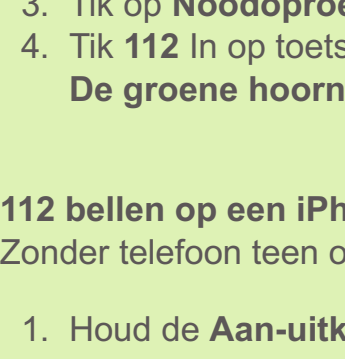 3. Tik op Noodoproe
4. Tik 112 In op toets
De groene hoorn
112 bellen op een iPh
Zonder telefoon teen o
1. Houd de Aan-uitk